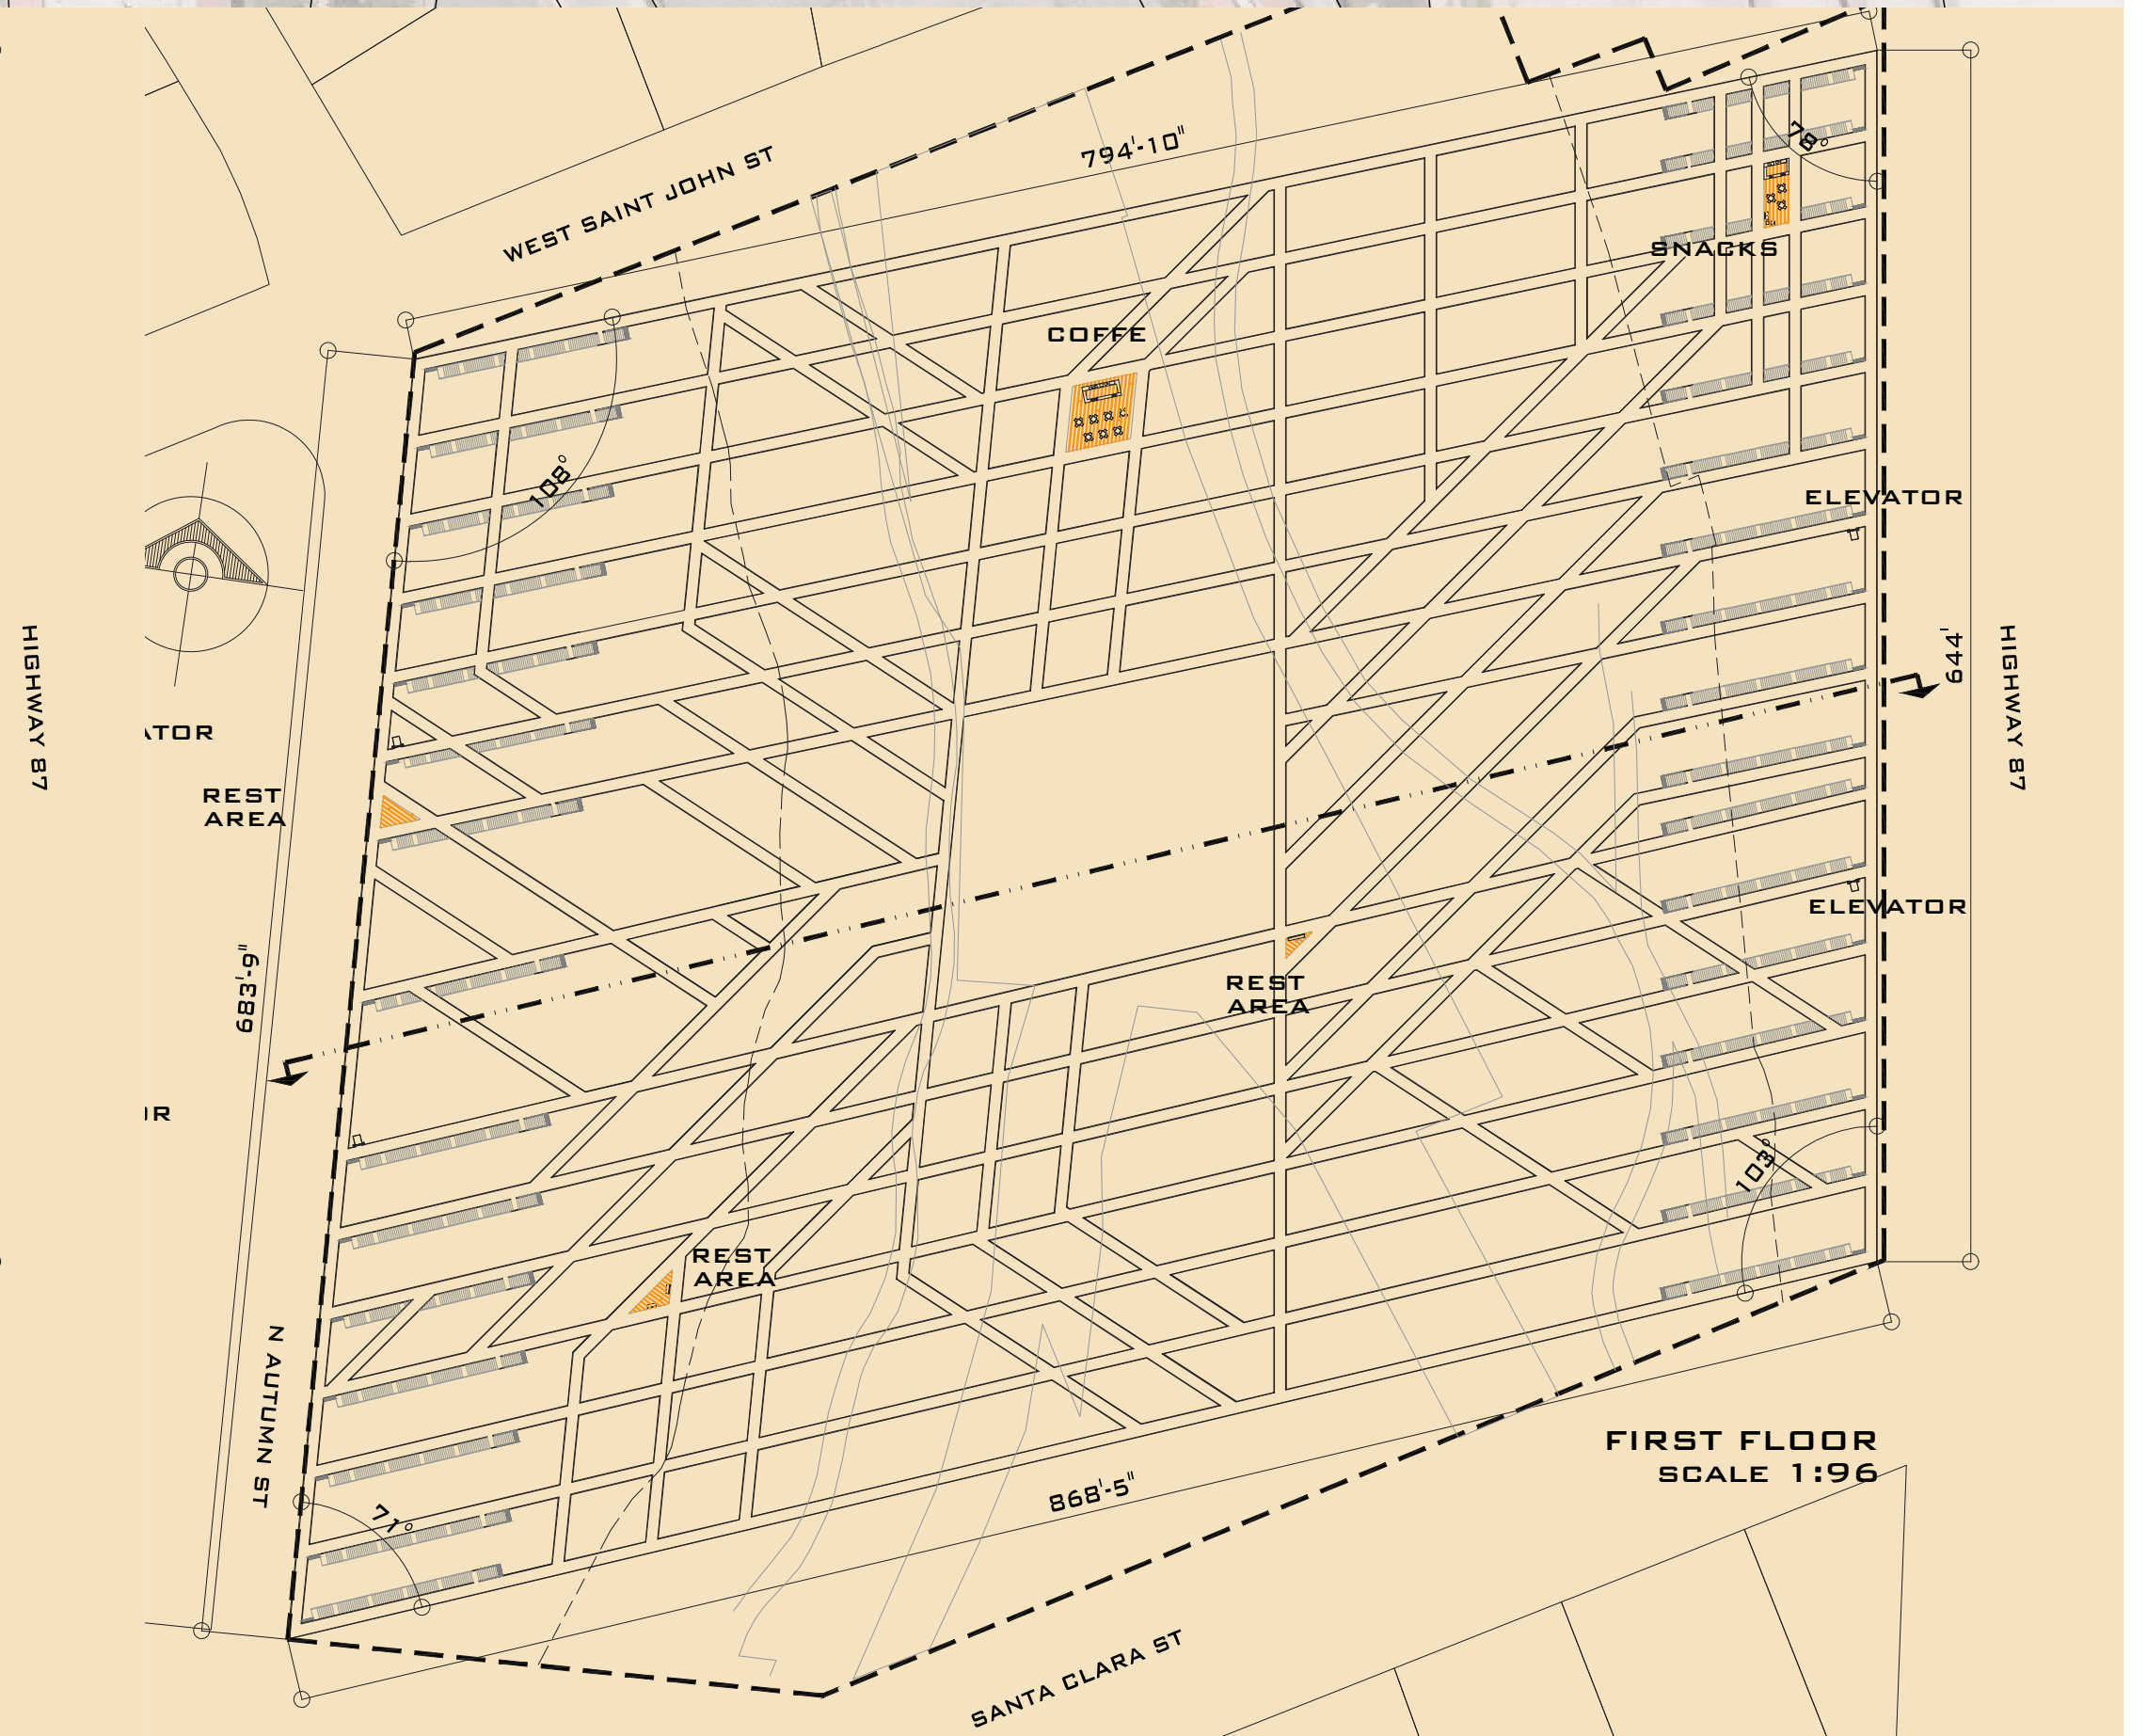 WEST SAINT JOHN ST
794'-10"
78°
SNACKS
COFFE
108°
ELEVATOR
HIGHWAY 87
644'
HIGHWAY 87
ATOR
REST
AREA
ELEVATOR
683'-9"
REST
AREA
OR
103°
REST
AREA
N AUTUMN ST
FIRST FLOOR
SCALE 1:96
868'-5"
71°
SANTA CLARA ST